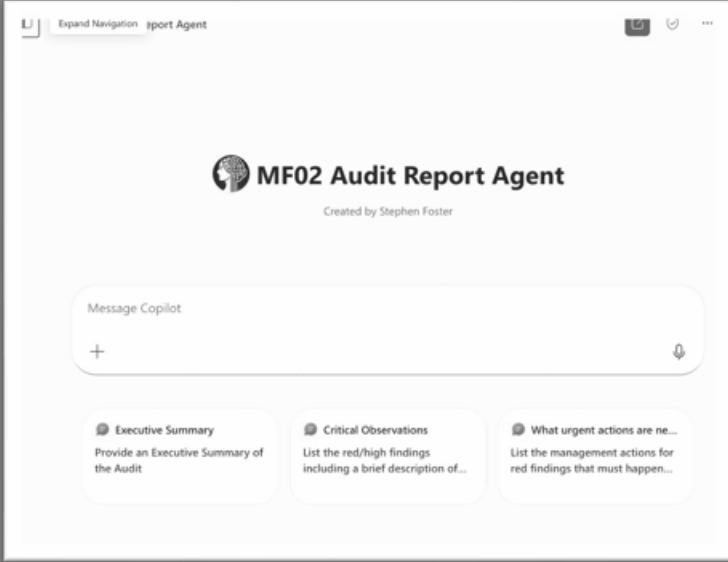 Expand Navigation eport Agent
MF02 Audit Report Agent
Created by Stephen Foster
Message Copilot
Executive Summary
Provide an Executive Summary of
the Audit
Critical Observations
List the red/high findings
including a brief description of...
What urgent actions are ne...
List the management actions for
red findings that must happen...